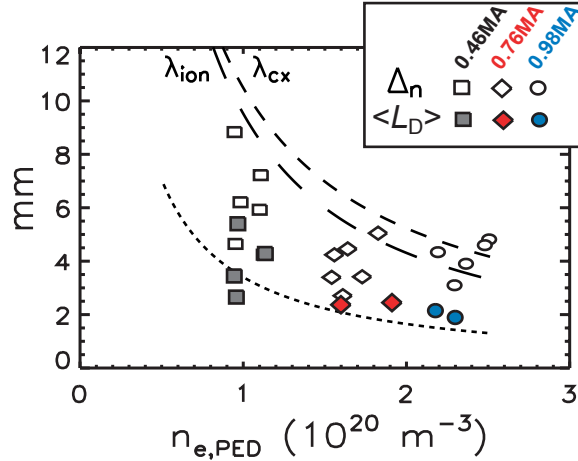 0.46MA 0.76MA 0.98MA
Δn
<LD>
λion λcx
12
10
8
6
4
2
0
mm
0 1 2 3
ne,PED (10^20 m^-3)